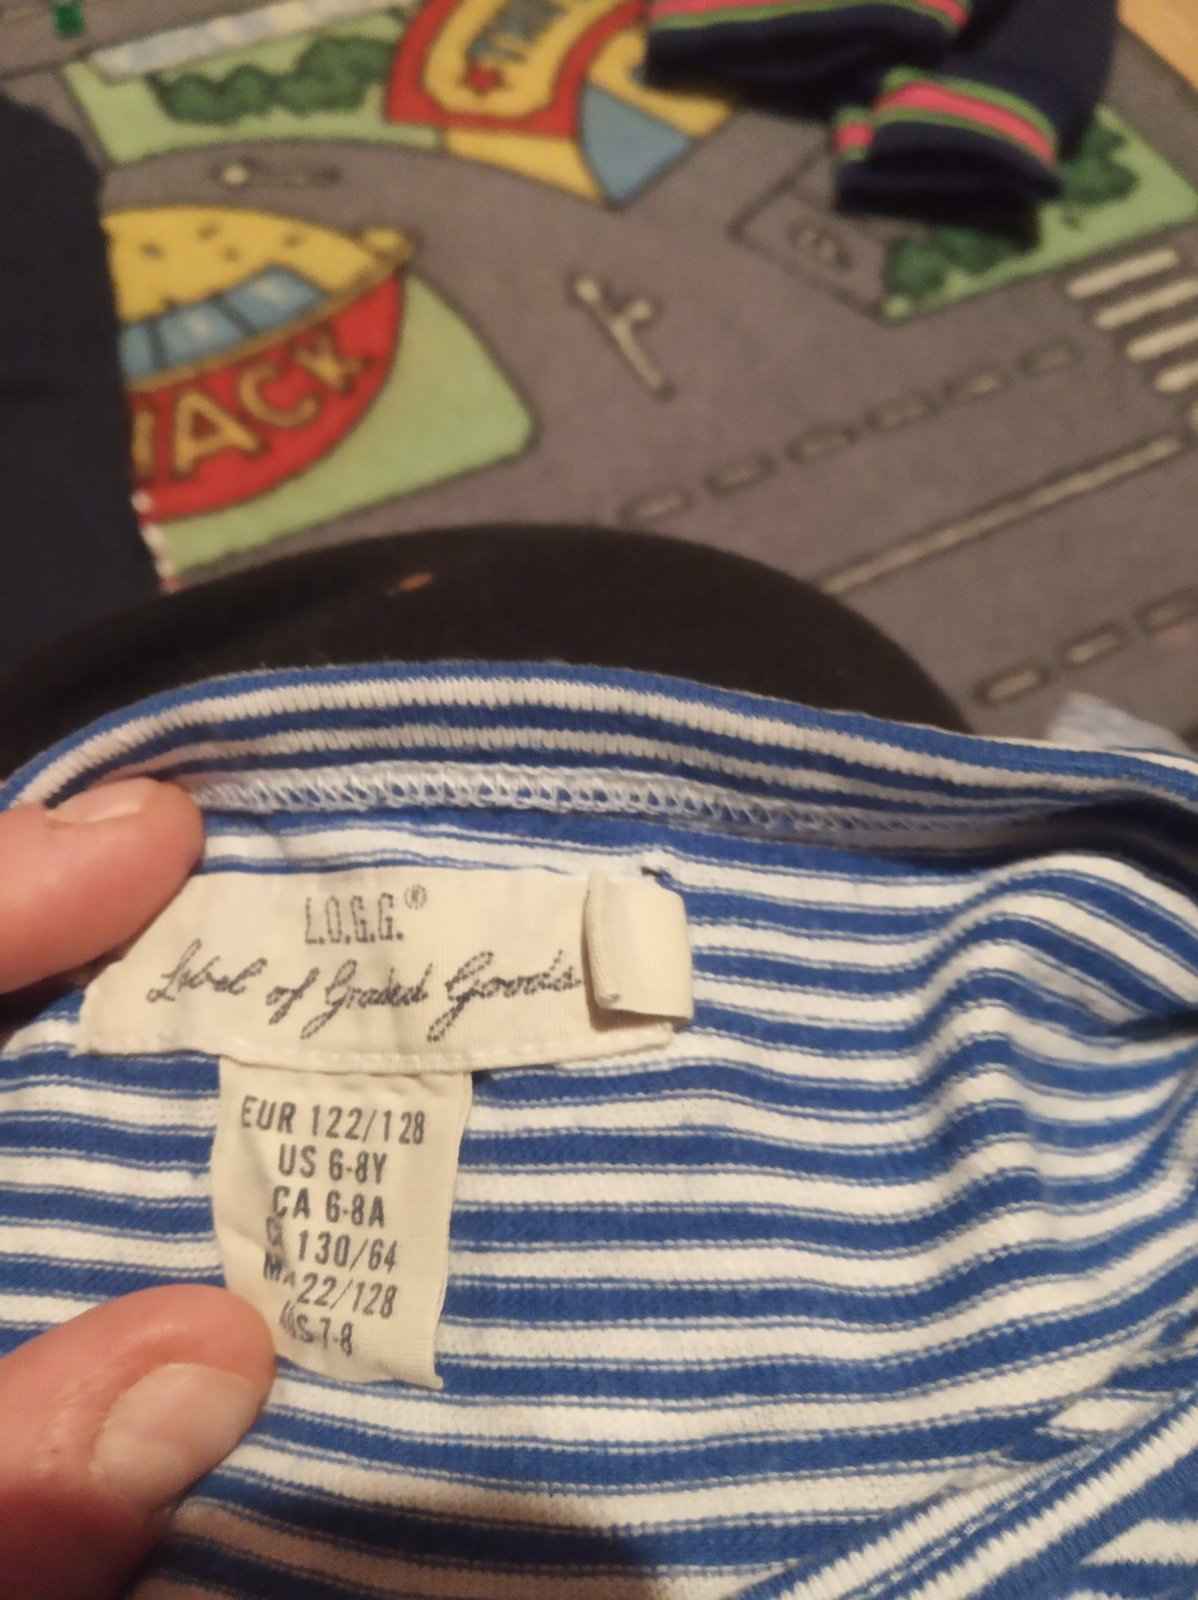 L.O.G.G.®
Label of Graded Goods
EUR 122/128
US 6-8Y
CA 6-8A
130/64
22/128
7-8